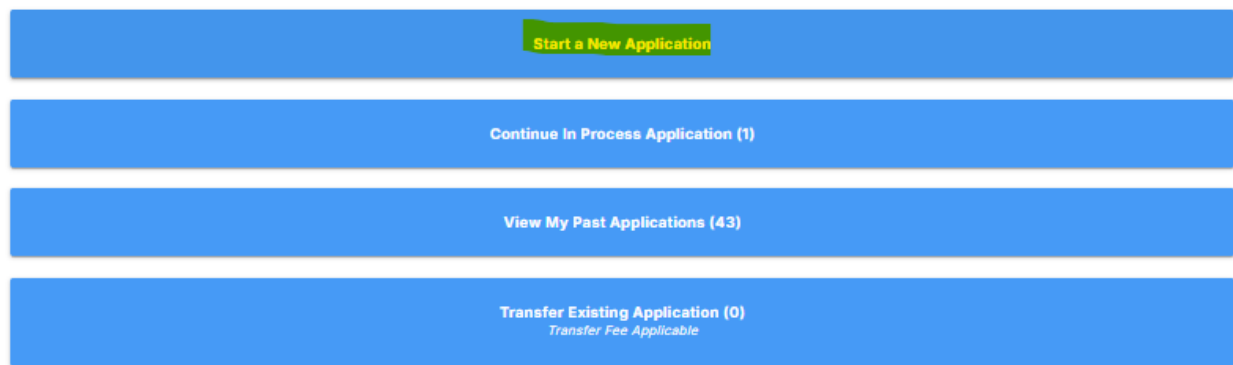 Start a New Application
Continue In Process Application (1)
View My Past Applications (43)
Transfer Existing Application (0)
Transfer Fee Applicable